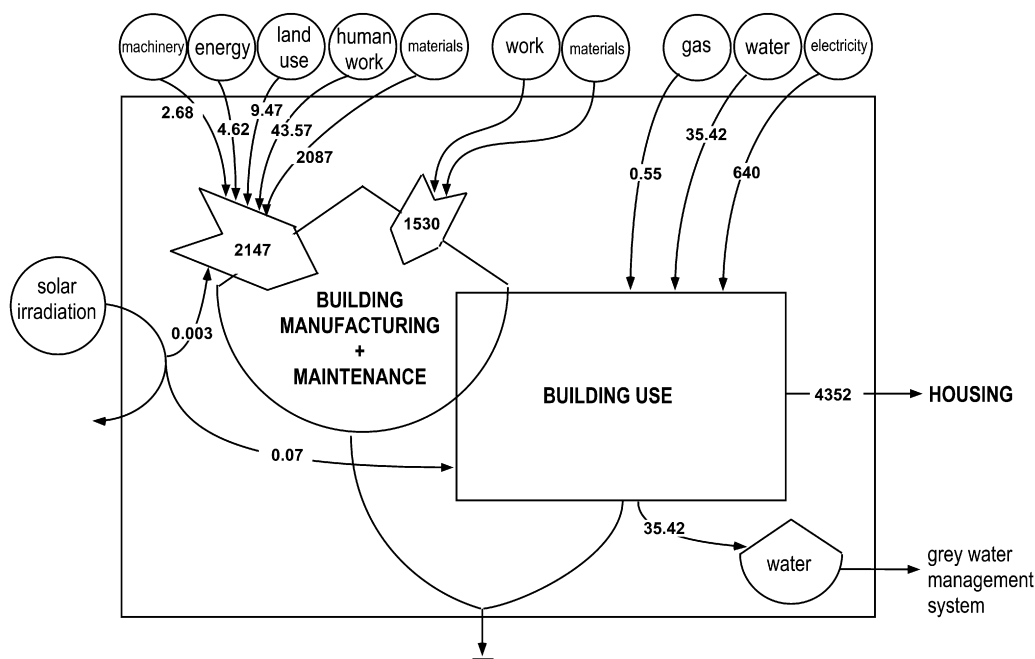 machinery
energy
land
use
human
work
materials
work
materials
gas
water
electricity
2.68
4.62
9.47
43.57
2087
0.55
35.42
640
2147
1530
solar
irradiation
0.003
BUILDING
MANUFACTURING
+
MAINTENANCE
BUILDING USE
4352
HOUSING
0.07
35.42
water
grey water
management
system